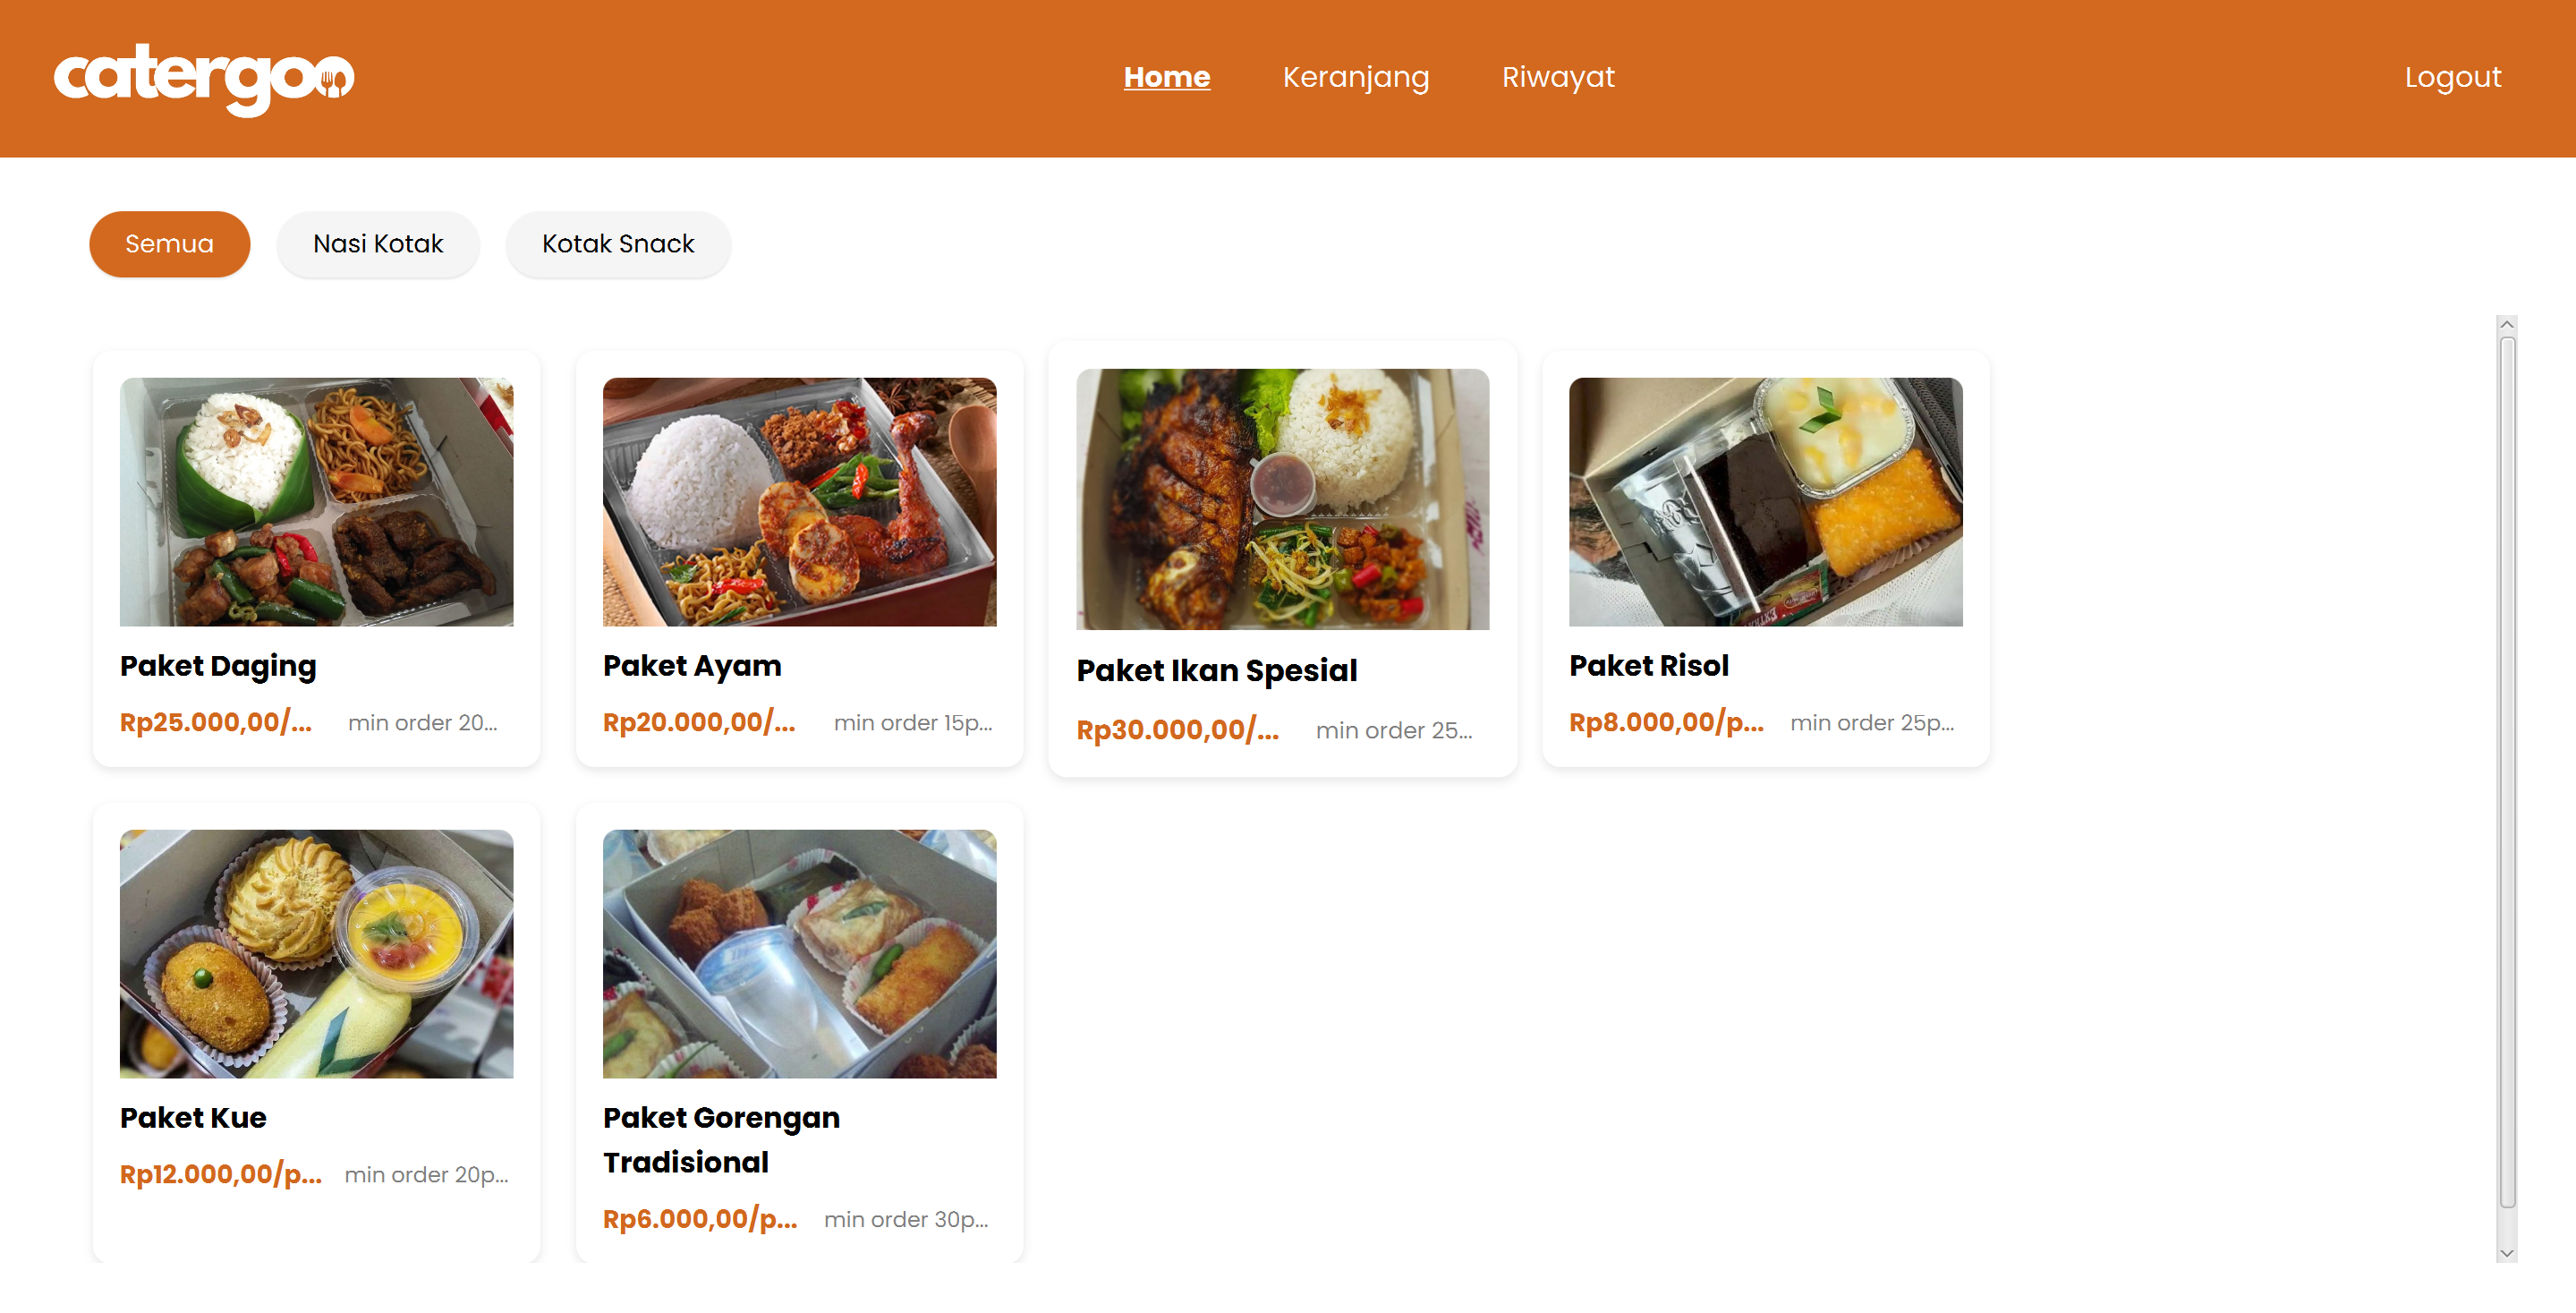 catergoo
Home Keranjang Riwayat Logout
Semua Nasi Kotak Kotak Snack
Paket Daging
Rp25.000,00/... min order 20...
Paket Ayam
Rp20.000,00/... min order 15p...
Paket Ikan Spesial
Rp30.000,00/... min order 25...
Paket Risol
Rp8.000,00/p... min order 25p...
Paket Kue
Rp12.000,00/p... min order 20p...
Paket Gorengan
Tradisional
Rp6.000,00/p... min order 30p...